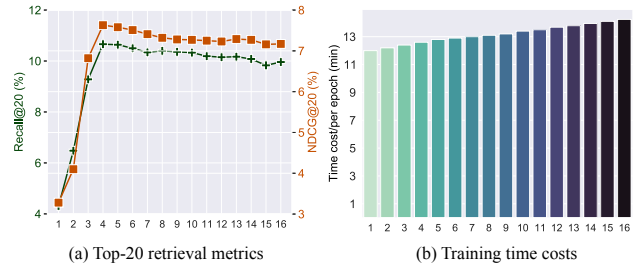 Recall@20 (%)
12
10
8
6
4
8
7
6
5
4
3
NDCG@20 (%)
1 2 3 4 5 6 7 8 9 10 11 12 13 14 15 16
(a) Top-20 retrieval metrics
Time cost/per epoch (min)
13
11
9
7
5
3
1
1 2 3 4 5 6 7 8 9 10 11 12 13 14 15 16
(b) Training time costs